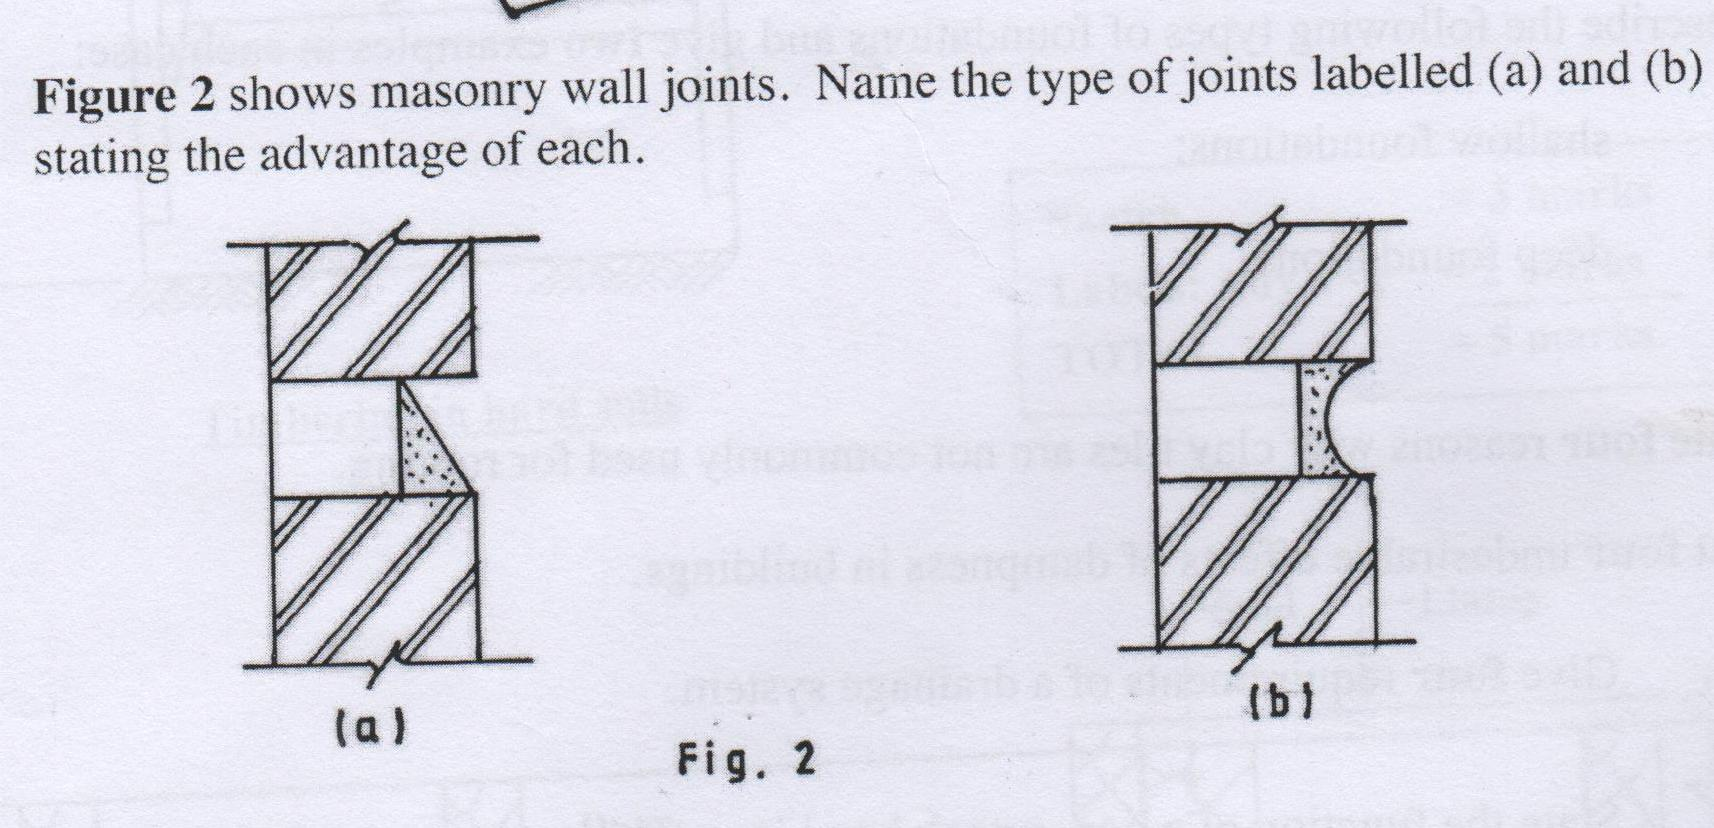 Figure 2 shows masonry wall joints. Name the type of joints labelled (a) and (b)
stating the advantage of each.
(a)
(b)
Fig. 2